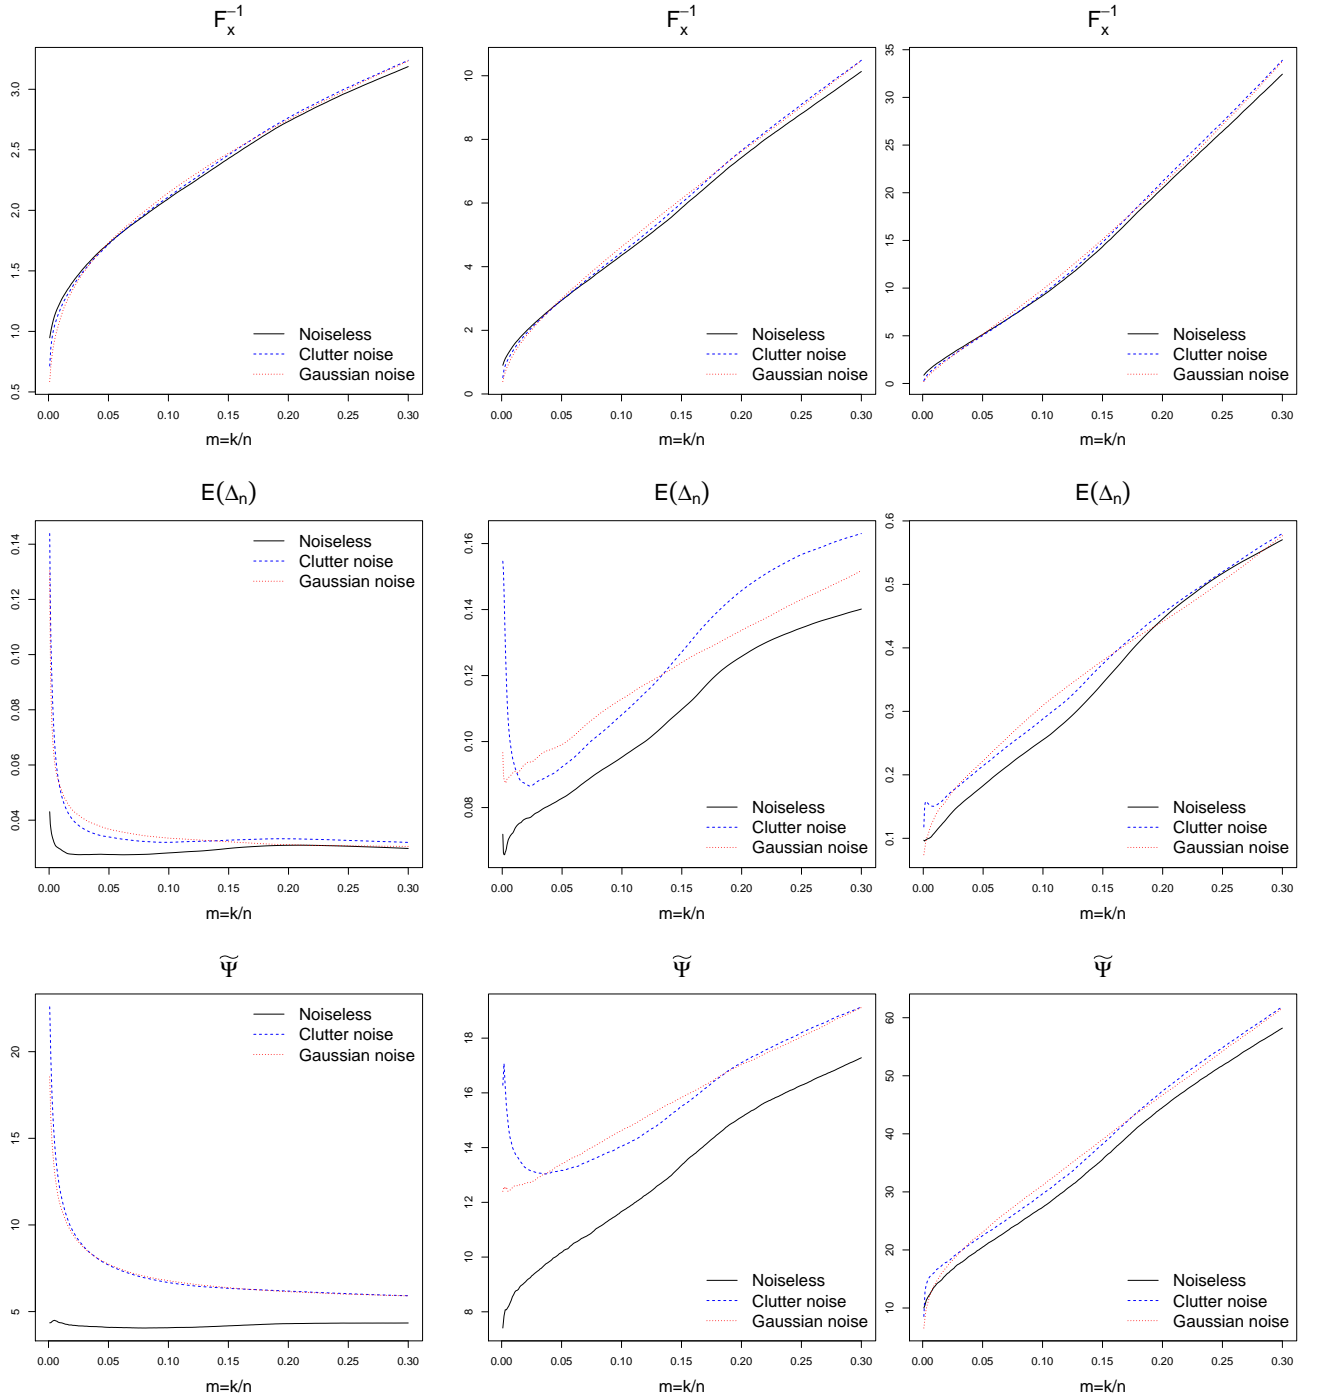 F_x^{-1} F_x^{-1} F_x^{-1}
0.5 1.0 1.5 2.0 2.5 3.0
0 2 4 6 8 10
0 5 10 15 20 25 30 35
Noiseless Noiseless Noiseless
Clutter noise Clutter noise Clutter noise
Gaussian noise Gaussian noise Gaussian noise
0.00 0.05 0.10 0.15 0.20 0.25 0.30 0.00 0.05 0.10 0.15 0.20 0.25 0.30 0.00 0.05 0.10 0.15 0.20 0.25 0.30
m=k/n m=k/n m=k/n
E(Δ_n) E(Δ_n) E(Δ_n)
0.04 0.06 0.08 0.10 0.12 0.14
0.08 0.10 0.12 0.14 0.16
0.1 0.2 0.3 0.4 0.5 0.6
Noiseless
Clutter noise
Gaussian noise
Noiseless Noiseless
Clutter noise Clutter noise
Gaussian noise Gaussian noise
0.00 0.05 0.10 0.15 0.20 0.25 0.30 0.00 0.05 0.10 0.15 0.20 0.25 0.30 0.00 0.05 0.10 0.15 0.20 0.25 0.30
m=k/n m=k/n m=k/n
Ψ̃ Ψ̃ Ψ̃
5 10 15 20
8 10 12 14 16 18
10 20 30 40 50 60
Noiseless
Clutter noise
Gaussian noise
Noiseless Noiseless
Clutter noise Clutter noise
Gaussian noise Gaussian noise
0.00 0.05 0.10 0.15 0.20 0.25 0.30 0.00 0.05 0.10 0.15 0.20 0.25 0.30 0.00 0.05 0.10 0.15 0.20 0.25 0.30
m=k/n m=k/n m=k/n